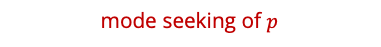 mode seeking of 𝑝